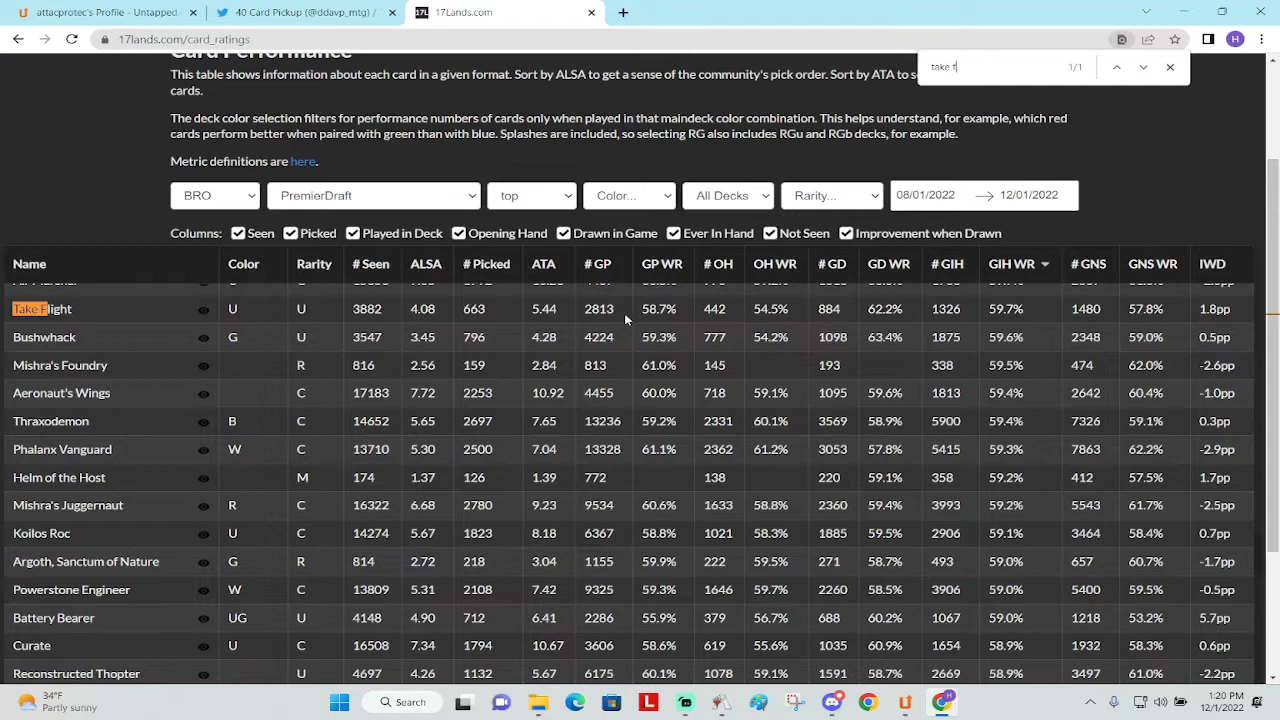 attacprotec's Profile - Untapped. 40 Card Pickup (@ddavp_mtg) / 17Lands.com
17lands.com/card_ratings H
take f 1/1
Card Performance
This table shows information about each card in a given format. Sort by ALSA to get a sense of the community's pick order. Sort by ATA to se
cards.
The deck color selection filters for performance numbers of cards only when played in that maindeck color combination. This helps understand, for example, which red
cards perform better when paired with green than with blue. Splashes are included, so selecting RG also includes RGu and RGb decks, for example.
Metric definitions are here.
BRO PremierDraft top Color... All Decks Rarity... 08/01/2022 12/01/2022
Columns: Seen Picked Played in Deck Opening Hand Drawn in Game Ever In Hand Not Seen Improvement when Drawn
Name Color Rarity # Seen ALSA # Picked ATA # GP GP WR # OH OH WR # GD GD WR # GIH GIH WR # GNS GNS WR IWD
Take Flight U U 3882 4.08 663 5.44 2813 58.7% 442 54.5% 884 62.2% 1326 59.7% 1480 57.8% 1.8pp
Bushwhack G U 3547 3.45 796 4.28 4224 59.3% 777 54.2% 1098 63.4% 1875 59.6% 2348 59.0% 0.5pp
Mishra's Foundry R 816 2.56 159 2.84 813 61.0% 145 193 338 59.5% 474 62.0% -2.6pp
Aeronaut's Wings C 17183 7.72 2253 10.92 4455 60.0% 718 59.1% 1095 59.6% 1813 59.4% 2642 60.4% -1.0pp
Thraxodemon B C 14652 5.65 2697 7.65 13236 59.2% 2331 60.1% 3569 58.9% 5900 59.4% 7326 59.1% 0.3pp
Phalanx Vanguard W C 13710 5.30 2500 7.04 13328 61.1% 2362 61.2% 3053 57.8% 5415 59.3% 7863 62.2% -2.9pp
Helm of the Host M 174 1.37 126 1.39 772 138 220 59.1% 358 59.2% 412 57.5% 1.7pp
Mishra's Juggernaut R C 16322 6.68 2780 9.23 9534 60.6% 1633 58.8% 2360 59.4% 3993 59.2% 5543 61.7% -2.5pp
Koilos Roc U C 14274 5.67 1823 8.18 6367 58.8% 1021 58.3% 1885 59.5% 2906 59.1% 3464 58.4% 0.7pp
Argoth, Sanctum of Nature G R 814 2.72 218 3.04 1155 59.9% 222 59.5% 271 58.7% 493 59.0% 657 60.7% -1.7pp
Powerstone Engineer W C 13809 5.31 2108 7.42 9325 59.3% 1646 59.7% 2260 58.5% 3906 59.0% 5400 59.5% -0.5pp
Battery Bearer UG U 4148 4.90 712 6.41 2286 55.9% 379 56.7% 688 60.2% 1067 59.0% 1218 53.2% 5.7pp
Curate U C 16508 7.34 1794 10.67 3606 58.6% 619 55.6% 1035 60.9% 1654 58.9% 1932 58.3% 0.6pp
Reconstructed Thopter U 4697 4.26 1132 5.67 6175 60.1% 1078 59.1% 1591 58.7% 2669 58.9% 3497 61.0% -2.2pp
34°F
Partly sunny
Search
1:20 PM
12/1/2022